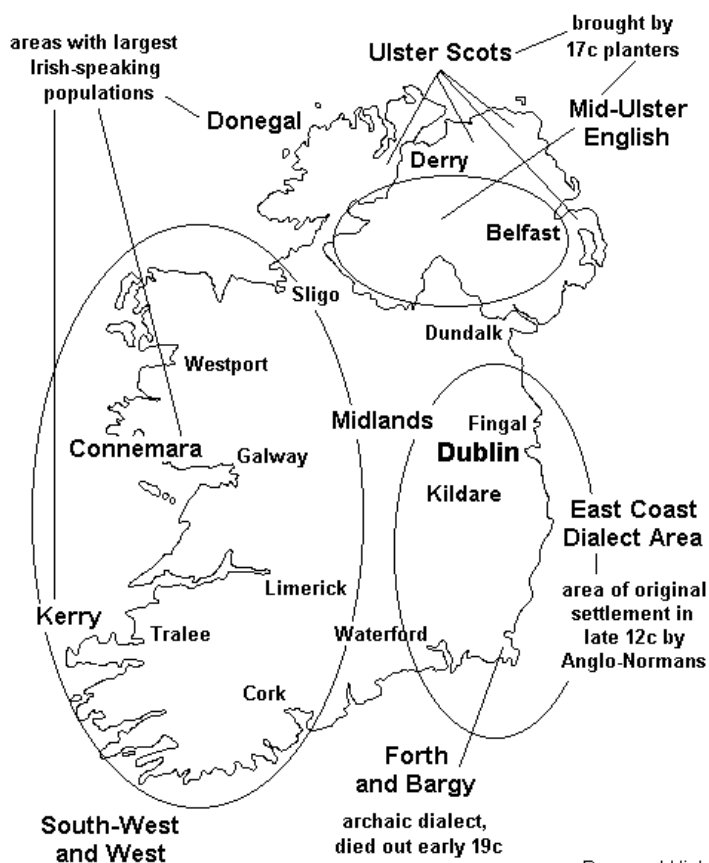 areas with largest
Irish-speaking
populations
brought by
17c planters
Ulster Scots
Donegal
Mid-Ulster
English
Derry
Belfast
Sligo
Dundalk
Westport
Midlands
Fingal
Connemara
Galway
Dublin
Kildare
East Coast
Dialect Area
Limerick
area of original
settlement in
late 12c by
Anglo-Normans
Kerry
Tralee
Waterford
Cork
Forth
and Bargy
archaic dialect,
died out early 19c
South-West
and West